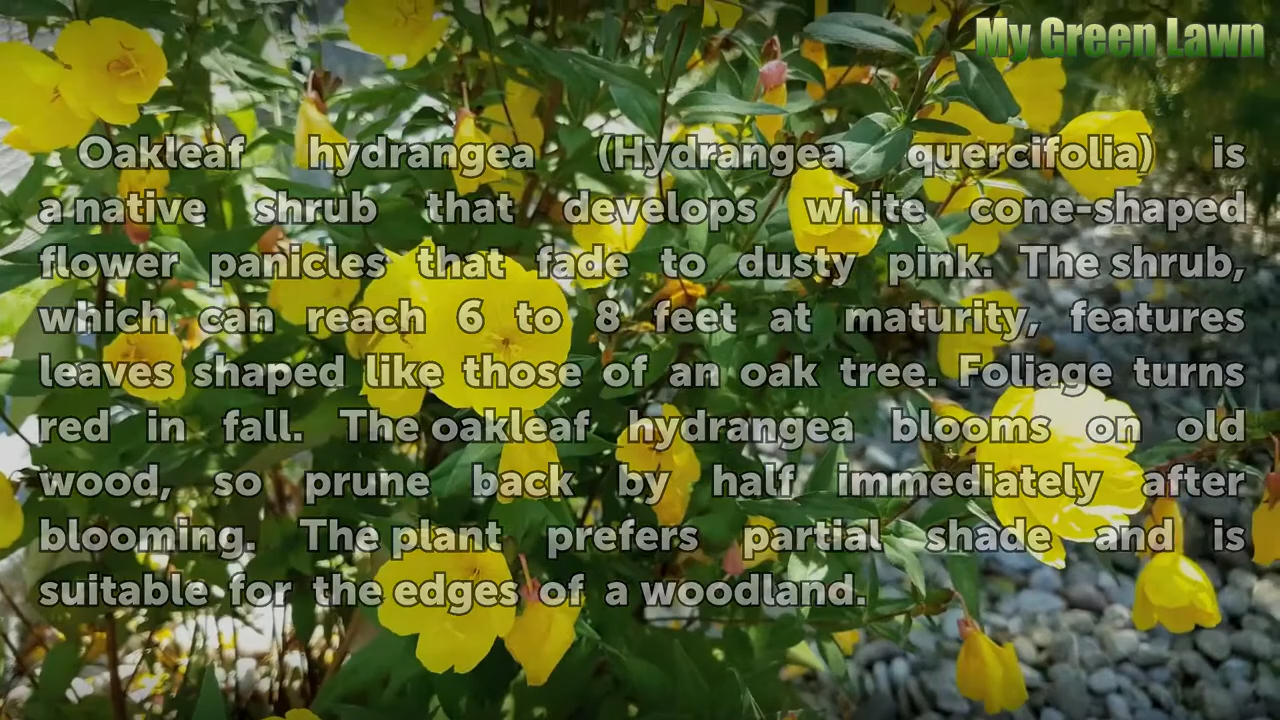 My Green Lawn
Oakleaf hydrangea (Hydrangea quercifolia) is
a native shrub that develops white cone-shaped
flower panicles that fade to dusty pink. The shrub,
which can reach 6 to 8 feet at maturity, features
leaves shaped like those of an oak tree. Foliage turns
red in fall. The oakleaf hydrangea blooms on old
wood, so prune back by half immediately after
blooming. The plant prefers partial shade and is
suitable for the edges of a woodland.